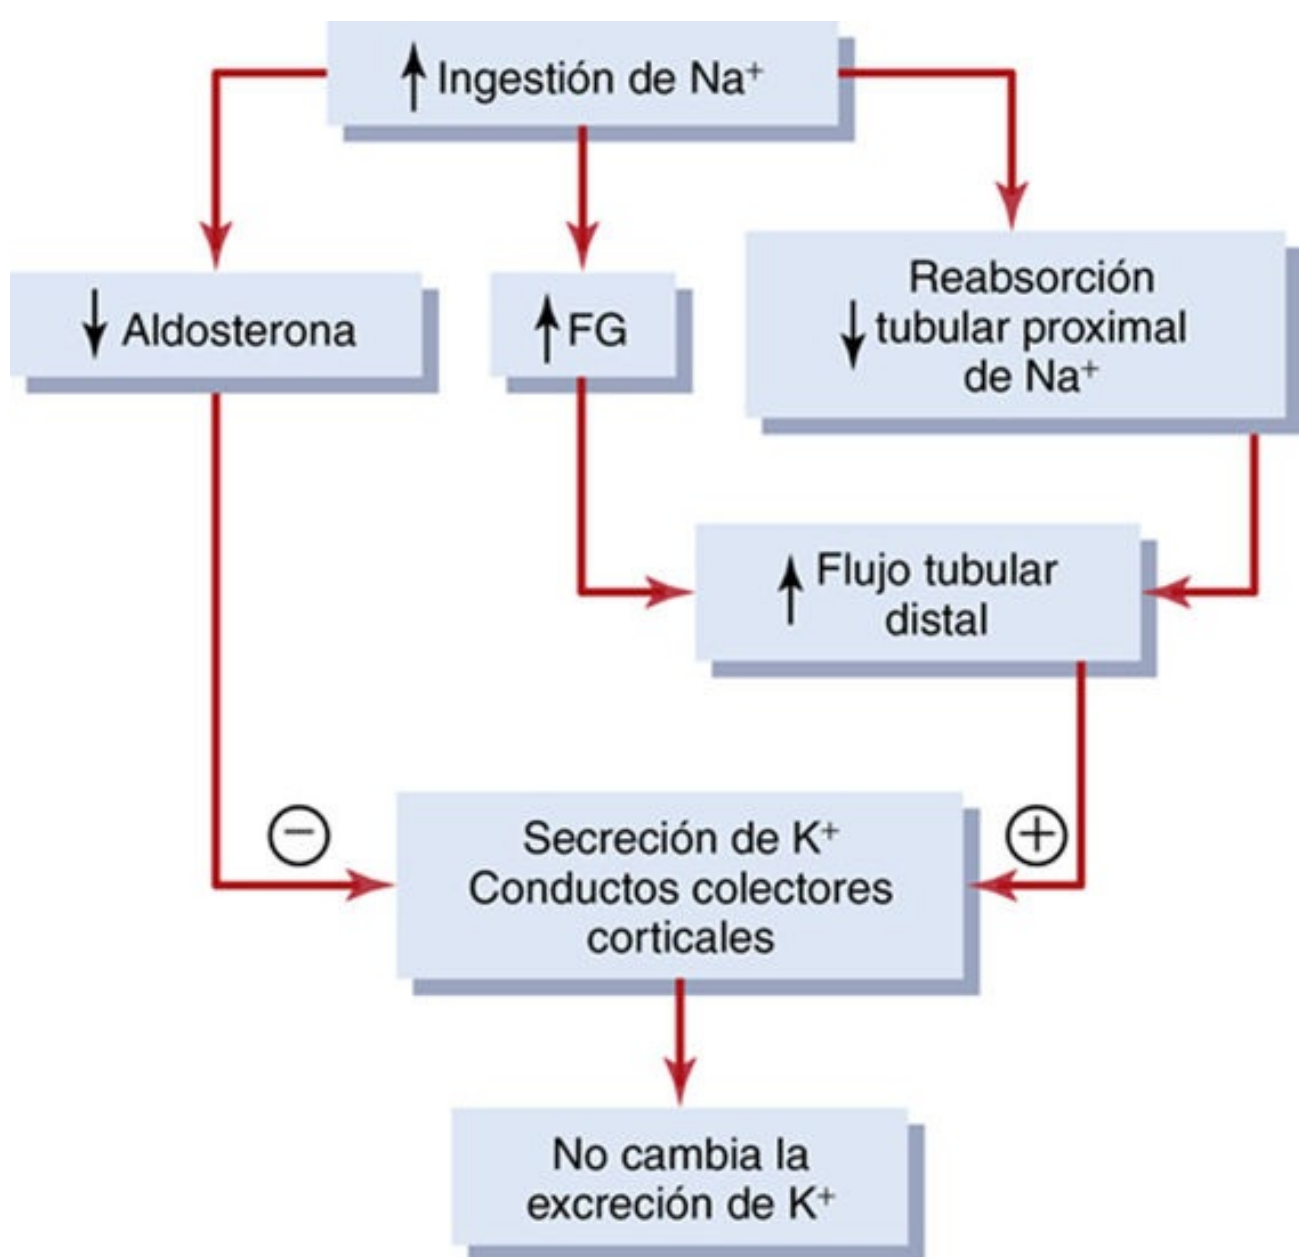 ↑ Ingestión de Na⁺
↓ Aldosterona
↑ FG
Reabsorción
↓ tubular proximal
de Na⁺
↑ Flujo tubular
distal
−
+
Secreción de K⁺
Conductos colectores
corticales
No cambia la
excreción de K⁺